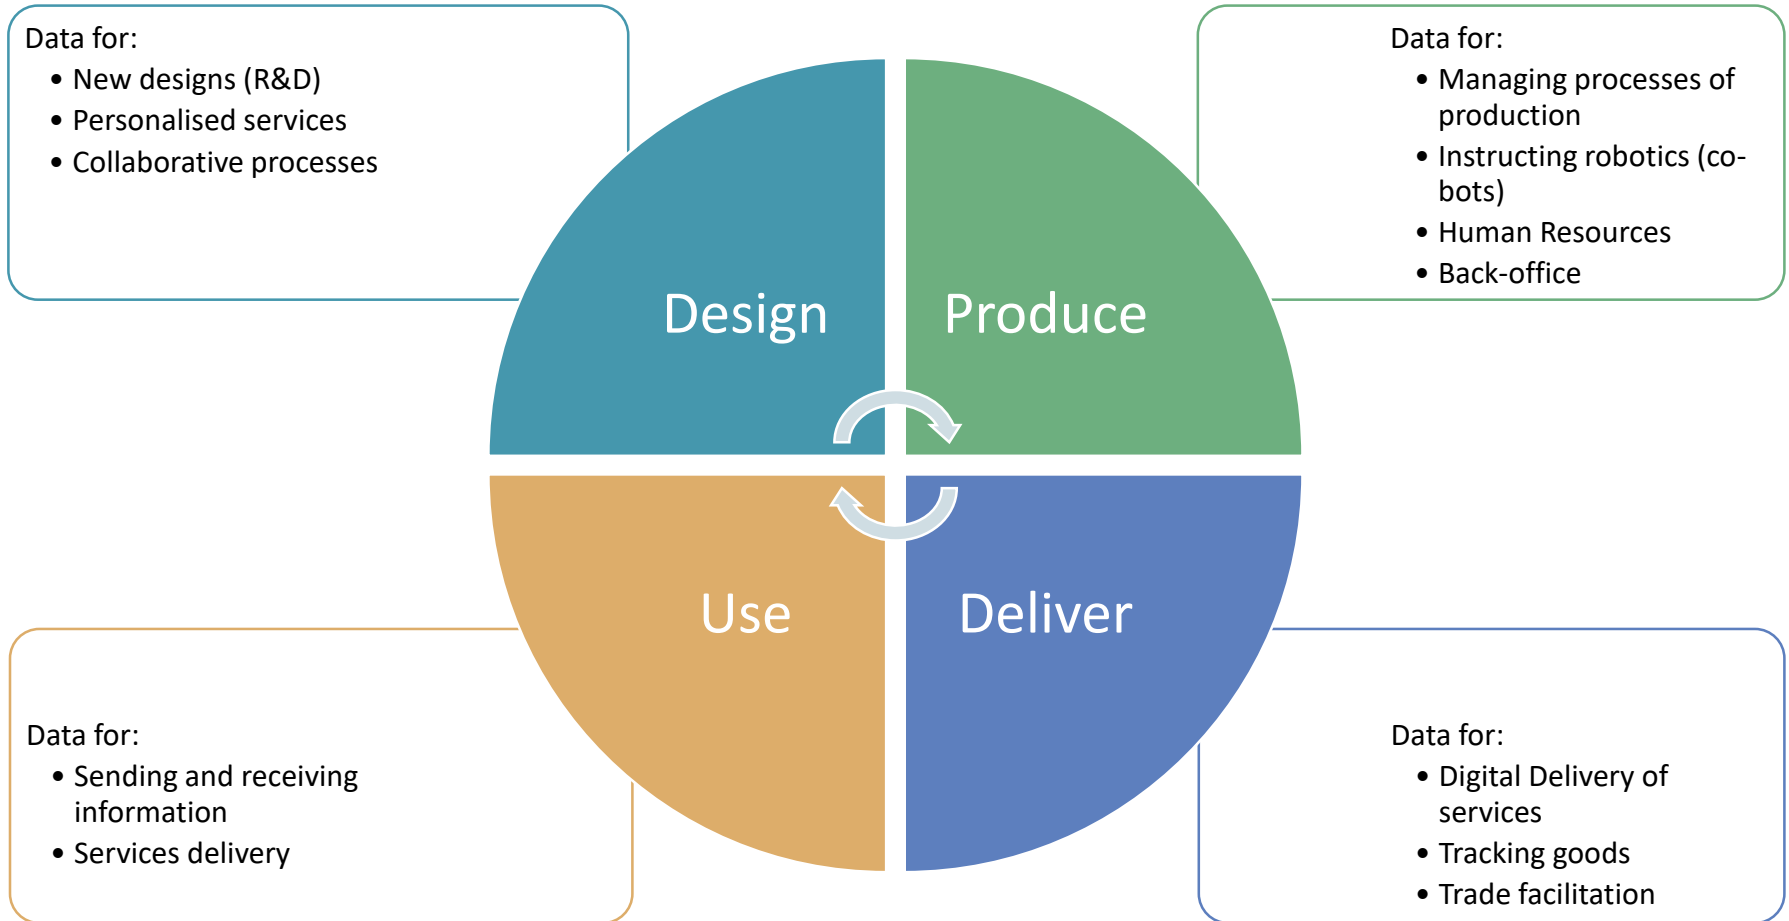 Data for:
• New designs (R&D)
• Personalised services
• Collaborative processes
Data for:
• Managing processes of
production
• Instructing robotics (co-
bots)
• Human Resources
• Back-office
Design
Produce
Use
Deliver
Data for:
• Sending and receiving
information
• Services delivery
Data for:
• Digital Delivery of
services
• Tracking goods
• Trade facilitation